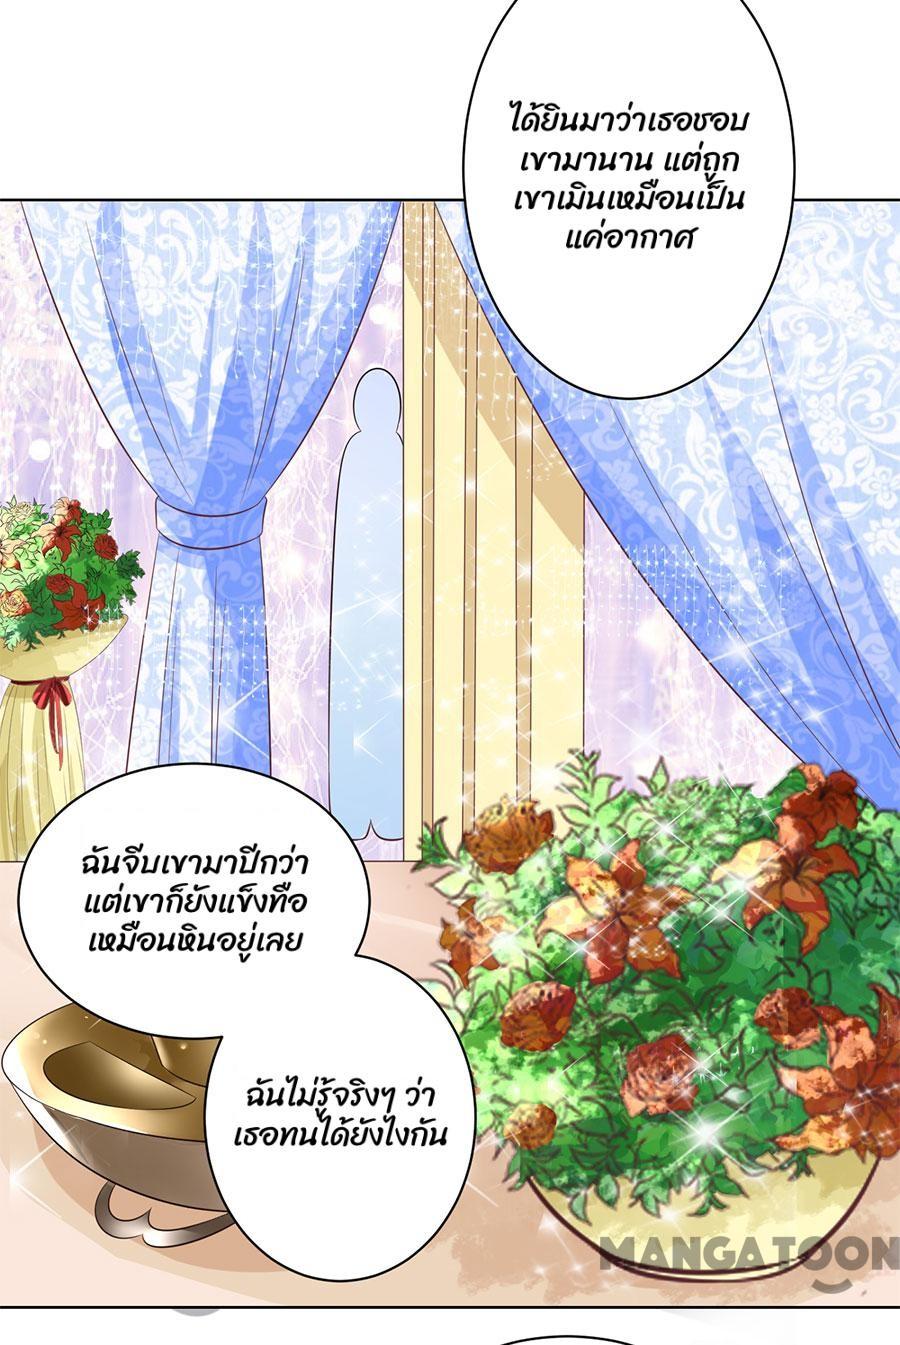 ได้ยินมาว่าเธอชอบ
เขามานาน แต่ถูก
เขาเมินเหมือนเป็น
แค่อากาศ
ฉันจีบเขามาปีกว่า
แต่เขาก็ยังแข็งทื่อ
เหมือนหินอยู่เลย
ฉันไม่รู้จริงๆ ว่า
เธอทนได้ยังไงกัน
MANGATOON